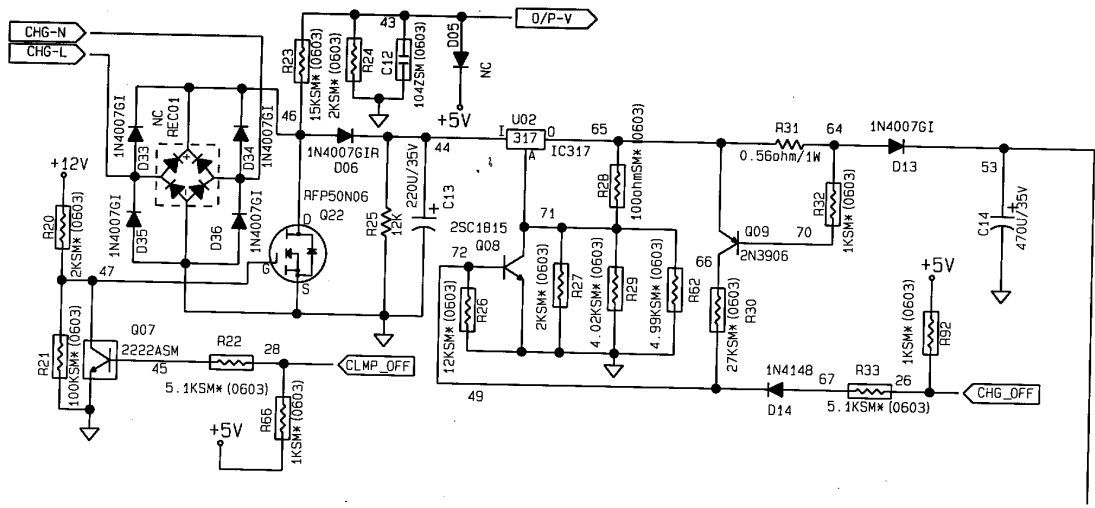 CHG-N
CHG-L
O/P-V
43
R23
15KSM* (0603)
2KSM* (0603)
R24
C12
104ZSM (0603)
D05
NC
+5V
46
1N4007GI
D33
NC
REC01
D34
1N4007GI
1N4007GIR
D06
44
I
U02
317
O
A
IC317
65
R28
100ohmSM* (0603)
R31
0.56ohm/1W
64
1N4007GI
D13
53
+12V
R20
2KSM* (0603)
1N4007GI
D35
D36
1N4007GI
RFP50N06
Q22
D
G
S
R25
12K
220U/35V
+
C13
2SC1815
Q08
71
72
R26
12KSM* (0603)
R27
2KSM* (0603)
R29
4.02KSM* (0603)
R62
4.99KSM* (0603)
Q09
2N3906
70
R32
1KSM* (0603)
66
R30
27KSM* (0603)
C14
+
470U/35V
+5V
R92
1KSM* (0603)
47
R21
100KSM* (0603)
Q07
2222ASM
45
R22
5.1KSM* (0603)
28
CLMP_OFF
R66
1KSM* (0603)
+5V
49
1N4148
D14
67
R33
5.1KSM* (0603)
26
CHG_OFF